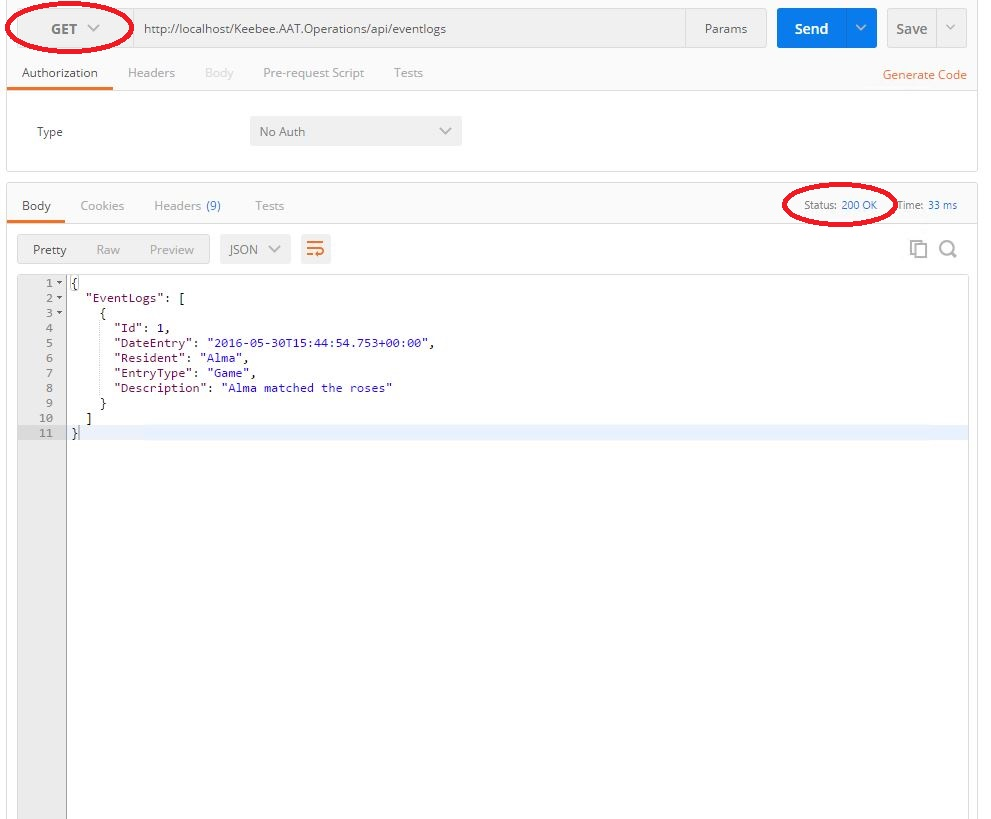 GET http://localhost/Keebee.AAT.Operations/api/eventlogs Params Send Save
Authorization Headers Body Pre-request Script Tests Generate Code
Type No Auth
Body Cookies Headers (9) Tests Status: 200 OK Time: 33 ms
Pretty Raw Preview JSON
1 {
2 "EventLogs": [
3 {
4 "Id": 1,
5 "DateEntry": "2016-05-30T15:44:54.753+00:00",
6 "Resident": "Alma",
7 "EntryType": "Game",
8 "Description": "Alma matched the roses"
9 }
10 ]
11 }